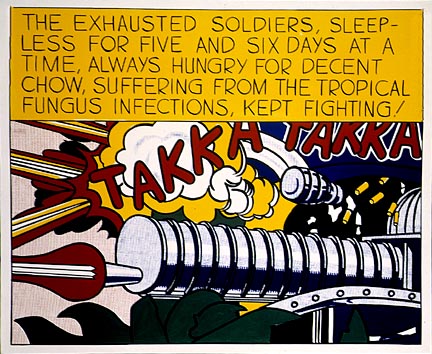 THE EXHAUSTED SOLDIERS, SLEEP-
LESS FOR FIVE AND SIX DAYS AT A
TIME, ALWAYS HUNGRY FOR DECENT
CHOW, SUFFERING FROM THE TROPICAL
FUNGUS INFECTIONS, KEPT FIGHTING!
TAKKA TAKKA